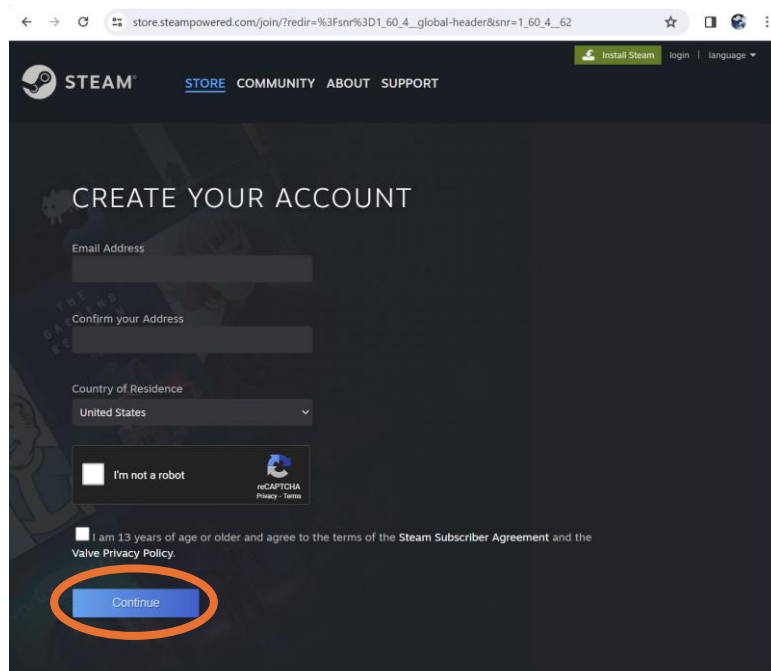 store.steampowered.com/join/?redir=%3Fsnr%3D1_60_4__global-header&snr=1_60_4__62
Install Steam login | language
STEAM® STORE COMMUNITY ABOUT SUPPORT
CREATE YOUR ACCOUNT
Email Address
THE
GARDENS
Confirm your Address
Country of Residence
United States
I'm not a robot
reCAPTCHA
Privacy - Terms
I am 13 years of age or older and agree to the terms of the Steam Subscriber Agreement and the
Valve Privacy Policy.
Continue